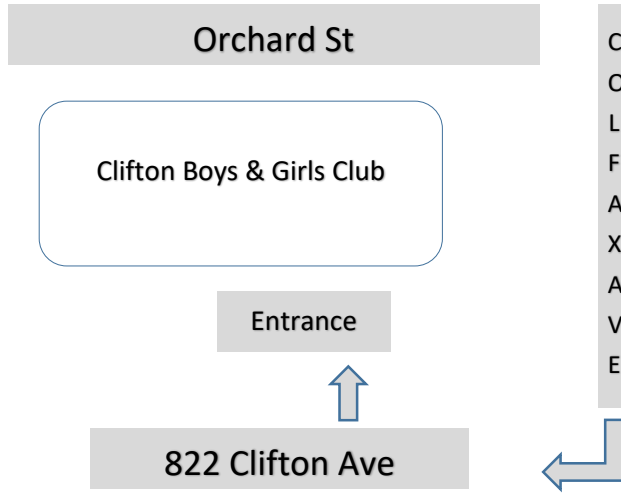 Orchard St
Clifton Boys & Girls Club
Entrance
822 Clifton Ave
C
O
L
F
A
X
A
V
E